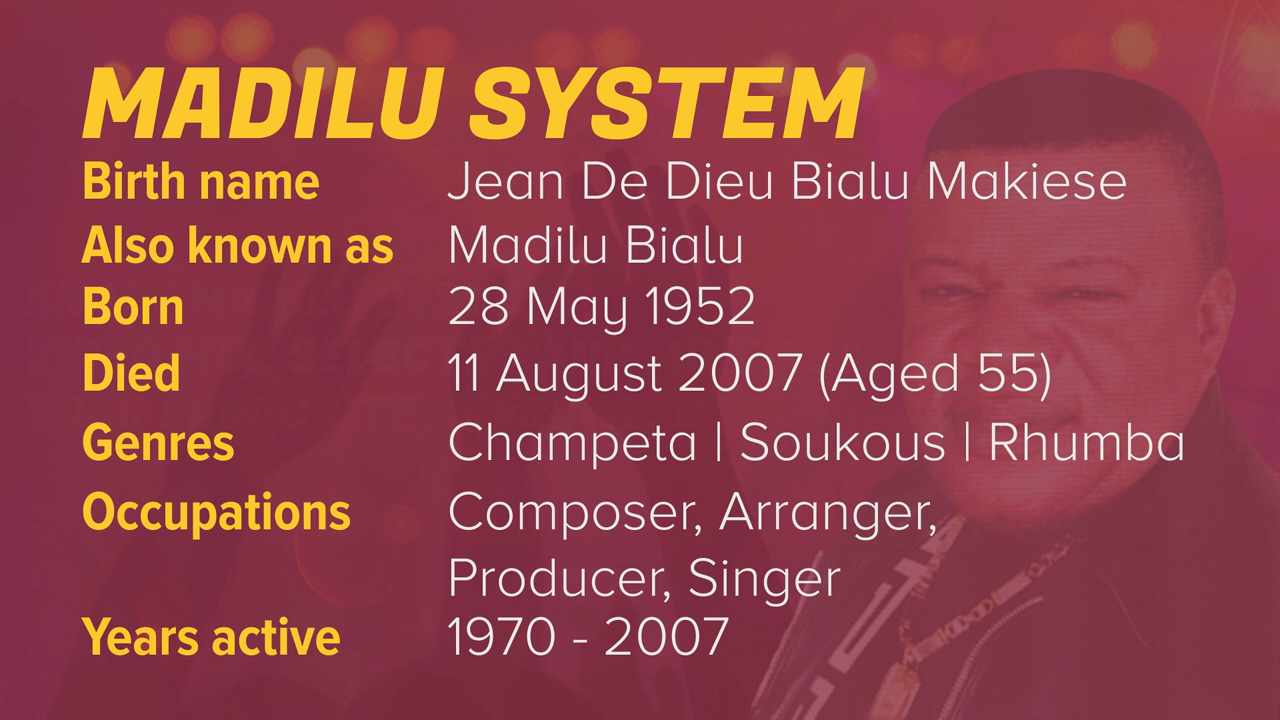 MADILU SYSTEM
Birth name Jean De Dieu Bialu Makiese
Also known as Madilu Bialu
Born 28 May 1952
Died 11 August 2007 (Aged 55)
Genres Champeta | Soukous | Rhumba
Occupations Composer, Arranger,
Producer, Singer
Years active 1970 - 2007